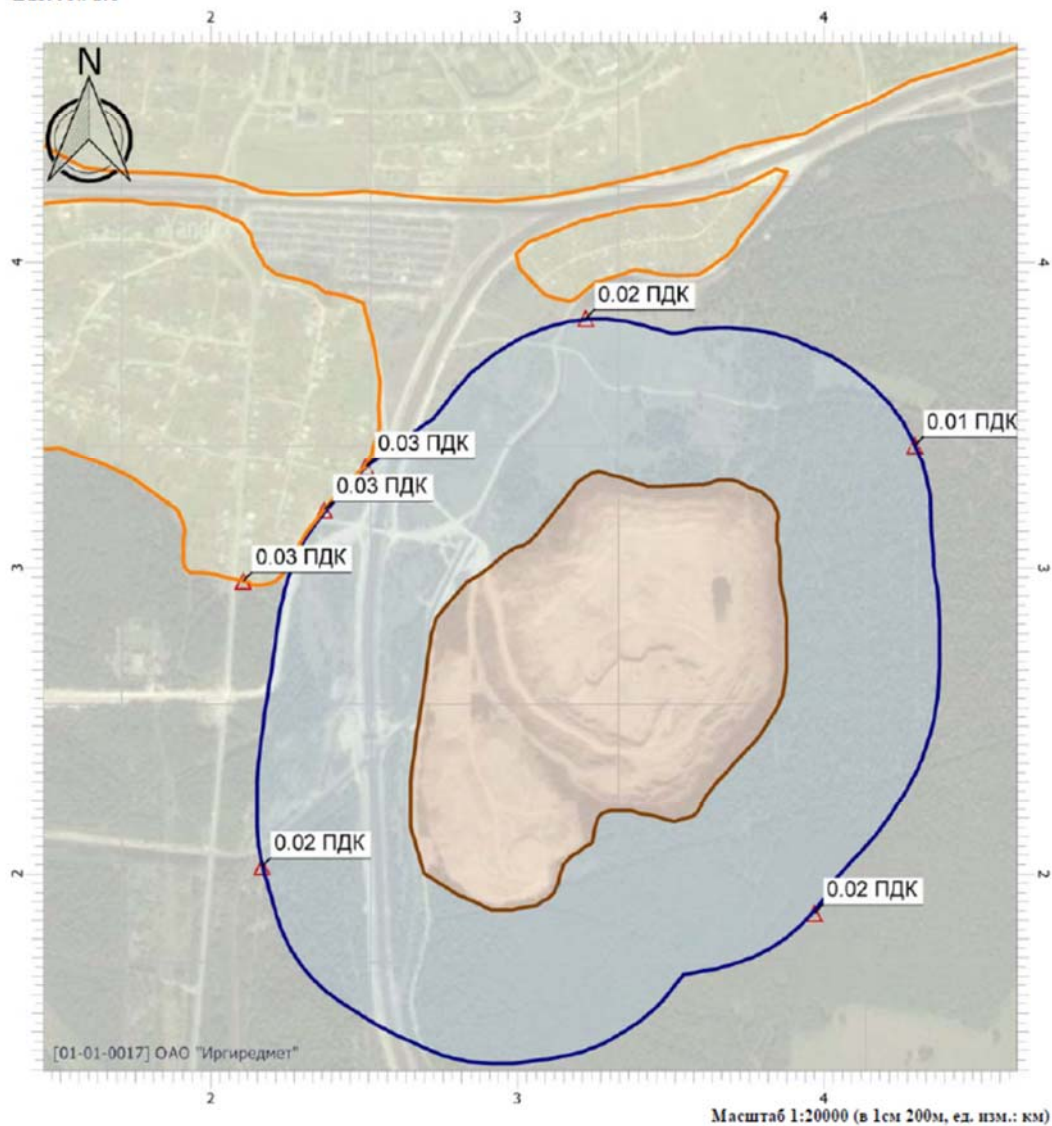 2 3 4
N
4 4
0.02 ПДК
0.01 ПДК
0.03 ПДК
0.03 ПДК
3 3
0.03 ПДК
2 2
0.02 ПДК
0.02 ПДК
[01-01-0017] ОАО "Иргиредмет"
2 3 4
Масштаб 1:20000 (в 1см 200м, ед. изм.: км)